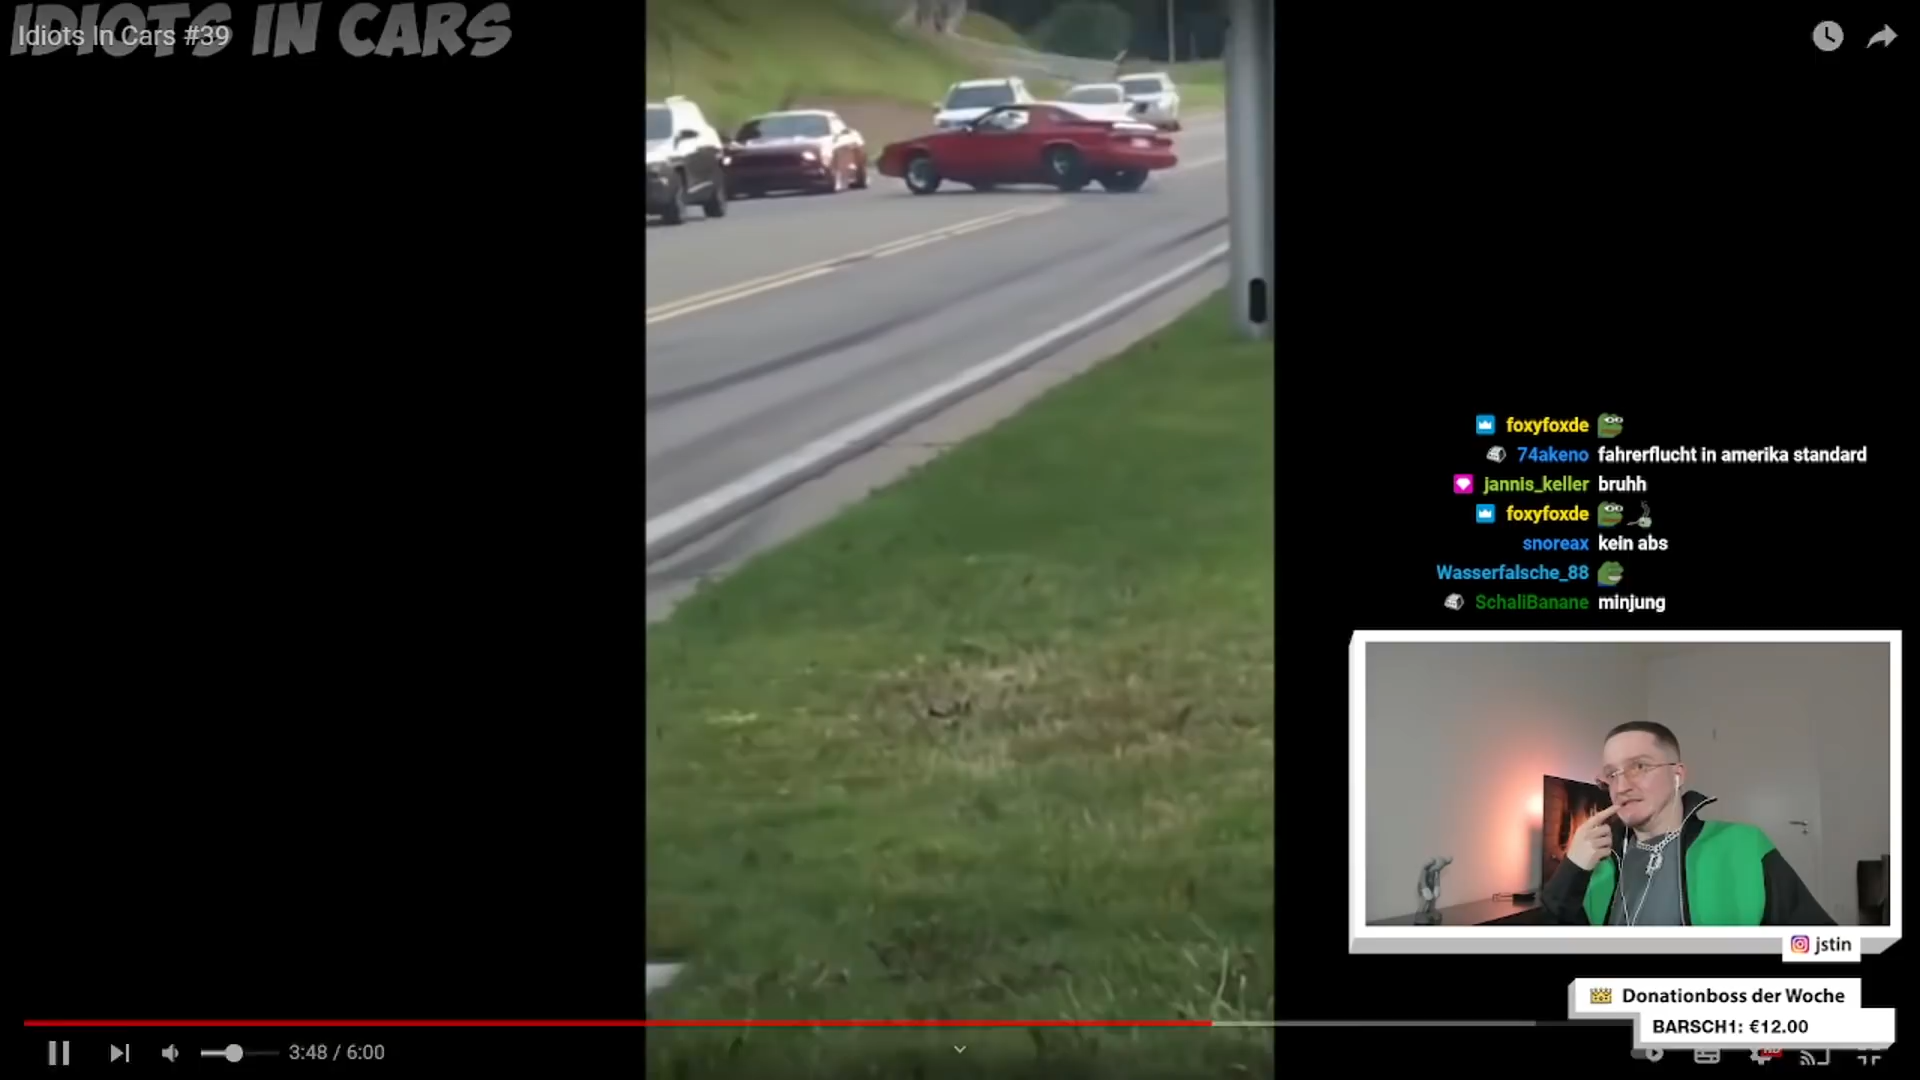 IDIOTS IN CARS
Idiots In Cars #39
foxyfoxde
74akeno fahrerflucht in amerika standard
jannis_keller bruhh
foxyfoxde
snoreax kein abs
Wasserfalsche_88
SchaliBanane minjung
jstin
Donationboss der Woche
BARSCH1: €12.00
3:48 / 6:00
HD